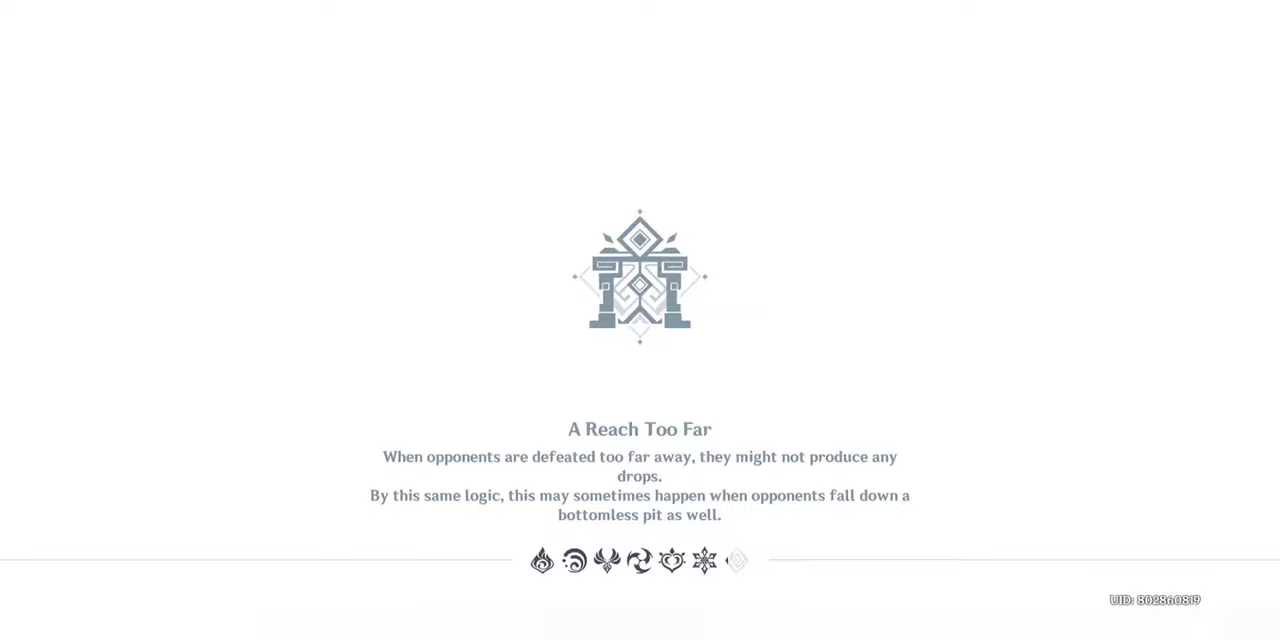 A Reach Too Far
When opponents are defeated too far away, they might not produce any
drops.
By this same logic, this may sometimes happen when opponents fall down a
bottomless pit as well.
UID: 802860819